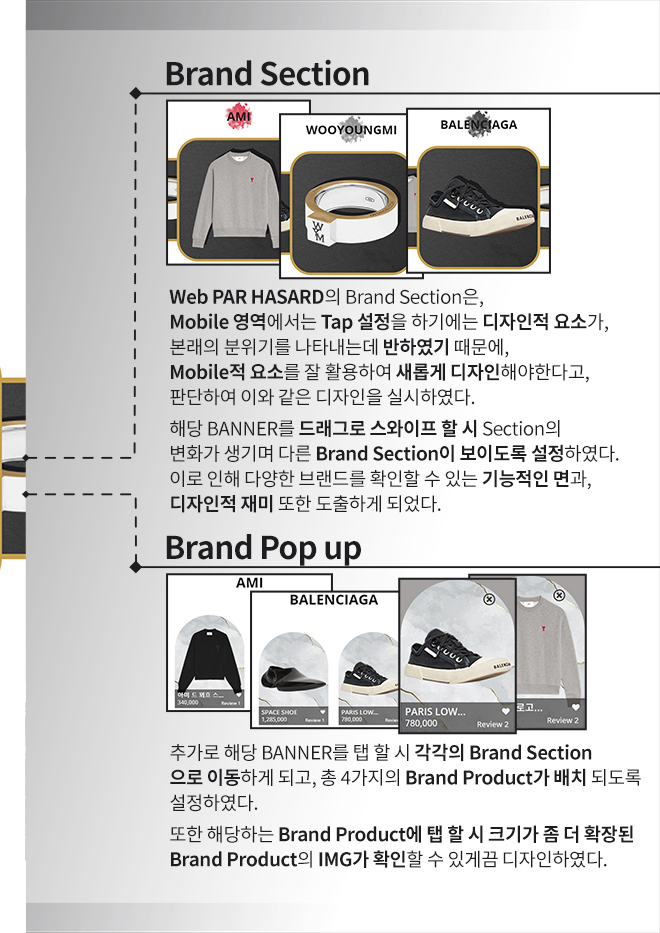 Brand Section
AMI
WOOYOUNGMI
BALENCIAGA
Web PAR HASARD의 Brand Section은,
Mobile 영역에서는 Tap 설정을 하기에는 디자인적 요소가,
본래의 분위기를 나타내는데 반하였기 때문에,
Mobile적 요소를 잘 활용하여 새롭게 디자인해야한다고,
판단하여 이와 같은 디자인을 실시하였다.
해당 BANNER를 드래그로 스와이프 할 시 Section의
변화가 생기며 다른 Brand Section이 보이도록 설정하였다.
이로 인해 다양한 브랜드를 확인할 수 있는 기능적인 면과,
디자인적 재미 또한 도출하게 되었다.
Brand Pop up
AMI
BALENCIAGA
340,000 Review 1
SPACE SHOE
1,285,000 Review 1
PARIS LOW...
780,000
PARIS LOW...
780,000 Review 2
로고...
Review 2
추가로 해당 BANNER를 탭 할 시 각각의 Brand Section
으로 이동하게 되고, 총 4가지의 Brand Product가 배치 되도록
설정하였다.
또한 해당하는 Brand Product에 탭 할 시 크기가 좀 더 확장된
Brand Product의 IMG가 확인할 수 있게끔 디자인하였다.